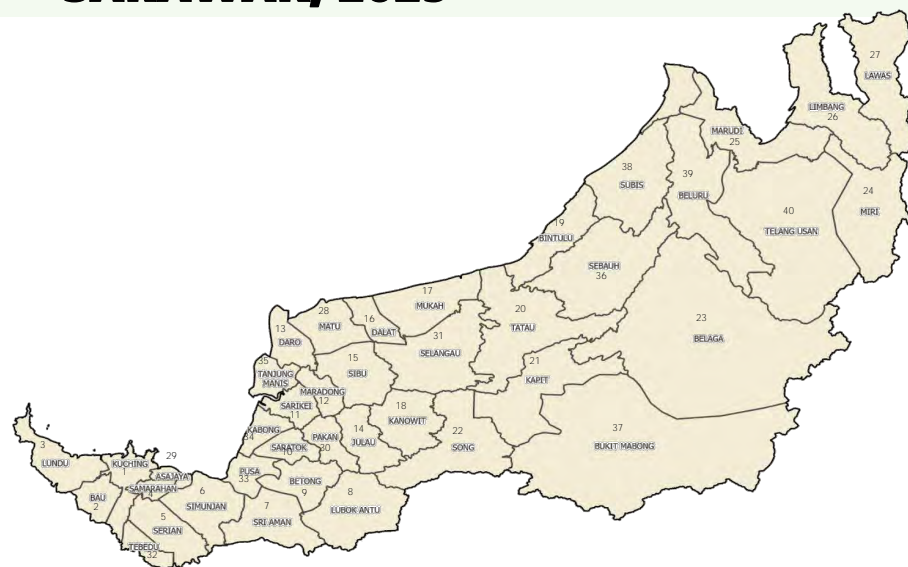 SARAWAK,
27
LAWAS
LIMBANG
26
MARUDI
25
38
SUBIS
39
BELURU
24
MIRI
40
TELANG USAN
19
BINTULU
SEBAUH
36
17
MUKAH
28
MATU
16
DALAT
20
TATAU
23
BELAGA
13
DARO
31
SELANGAU
15
SIBU
21
KAPIT
35
TANJUNG
MANIS
MARADONG
12
SARIKEI
11
18
KANOWIT
KABONG
34
PAKAN
30
14
JULAU
22
SONG
37
BUKIT MABONG
SARATOK
10
3
LUNDU
KUCHING
1
29
ASAJAYA
SAMARAHAN
4
PUSA
33
BETONG
9
BAU
2
6
SIMUNJAN
8
LUBOK ANTU
7
SRI AMAN
5
SERIAN
TEBEDU
32